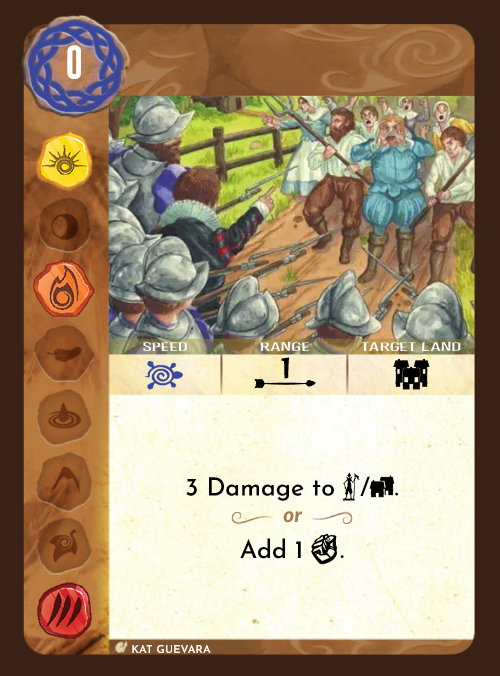 0
SPEED RANGE TARGET LAND
1
3 Damage to / .
or
Add 1 .
KAT GUEVARA